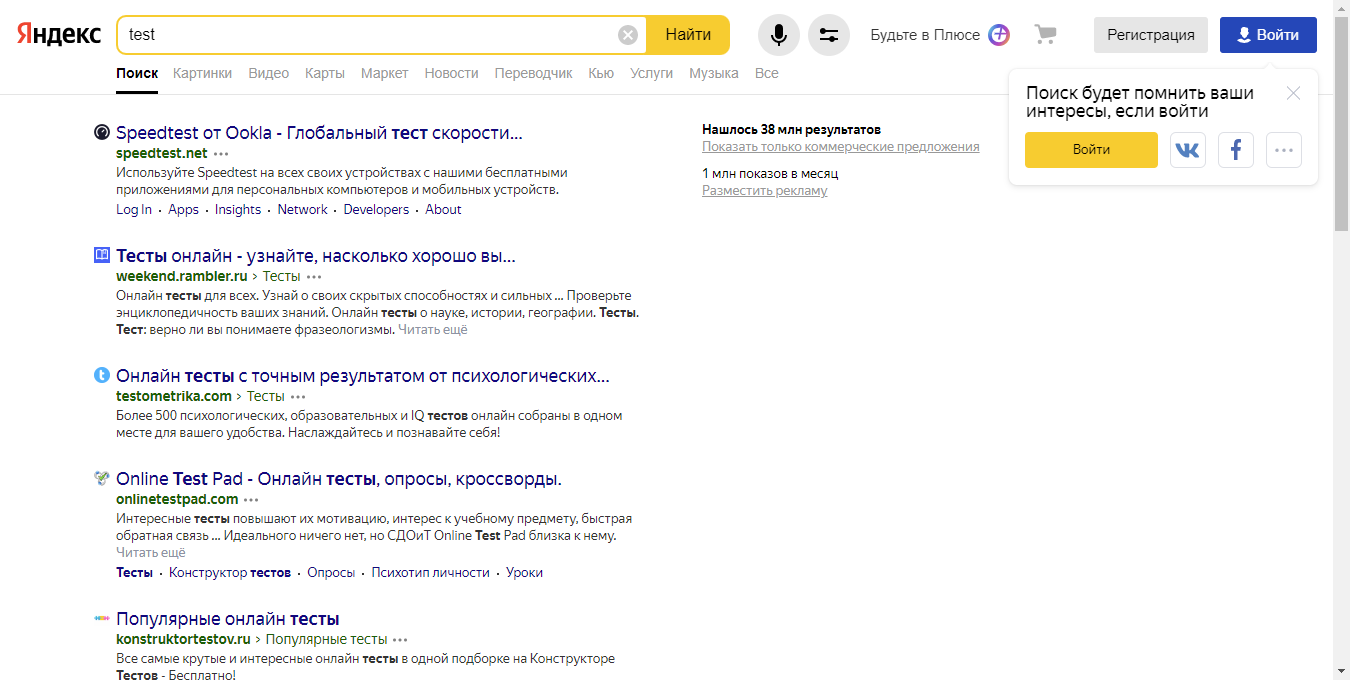 Яндекс
test
Найти
Будьте в Плюсе
Регистрация
Войти
Поиск Картинки Видео Карты Маркет Новости Переводчик Кью Услуги Музыка Все
Поиск будет помнить ваши
интересы, если войти
Войти
Speedtest от Ookla - Глобальный тест скорости...
speedtest.net
Используйте Speedtest на всех своих устройствах с нашими бесплатными
приложениями для персональных компьютеров и мобильных устройств.
Log In · Apps · Insights · Network · Developers · About
Нашлось 38 млн результатов
Показать только коммерческие предложения
1 млн показов в месяц
Разместить рекламу
Тесты онлайн - узнайте, насколько хорошо вы...
weekend.rambler.ru › Тесты
Онлайн тесты для всех. Узнай о своих скрытых способностях и сильных ... Проверьте
энциклопедичность ваших знаний. Онлайн тесты о науке, истории, географии. Тесты.
Тест: верно ли вы понимаете фразеологизмы. Читать ещё
Онлайн тесты с точным результатом от психологических...
testometrika.com › Тесты
Более 500 психологических, образовательных и IQ тестов онлайн собраны в одном
месте для вашего удобства. Наслаждайтесь и познавайте себя!
Online Test Pad - Онлайн тесты, опросы, кроссворды.
onlinetestpad.com
Интересные тесты повышают их мотивацию, интерес к учебному предмету, быстрая
обратная связь ... Идеального ничего нет, но СДОиТ Online Test Pad близка к нему.
Читать ещё
Тесты · Конструктор тестов · Опросы · Психотип личности · Уроки
Популярные онлайн тесты
konstruktortestov.ru › Популярные тесты
Все самые крутые и интересные онлайн тесты в одной подборке на Конструкторе
Тестов - Бесплатно!